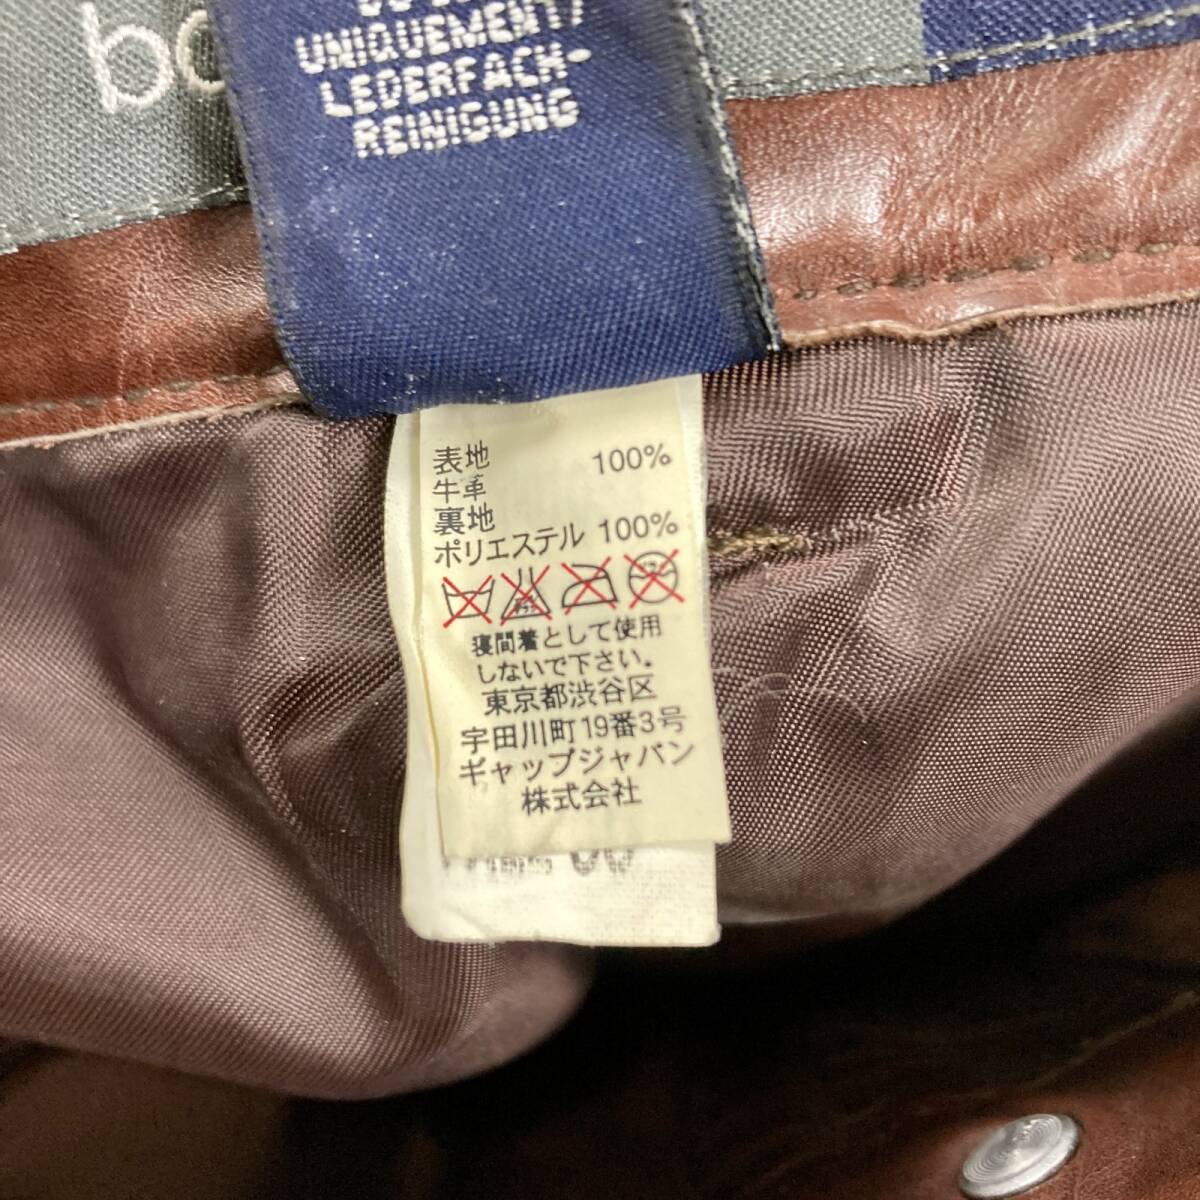 UNIQUEMENT/
LEDERFACH-
REINIGUNG
表地 100%
牛革
裏地
ポリエステル 100%
寝間着として使用
しないで下さい。
東京都渋谷区
宇田川町19番3号
ギャップジャパン
株式会社